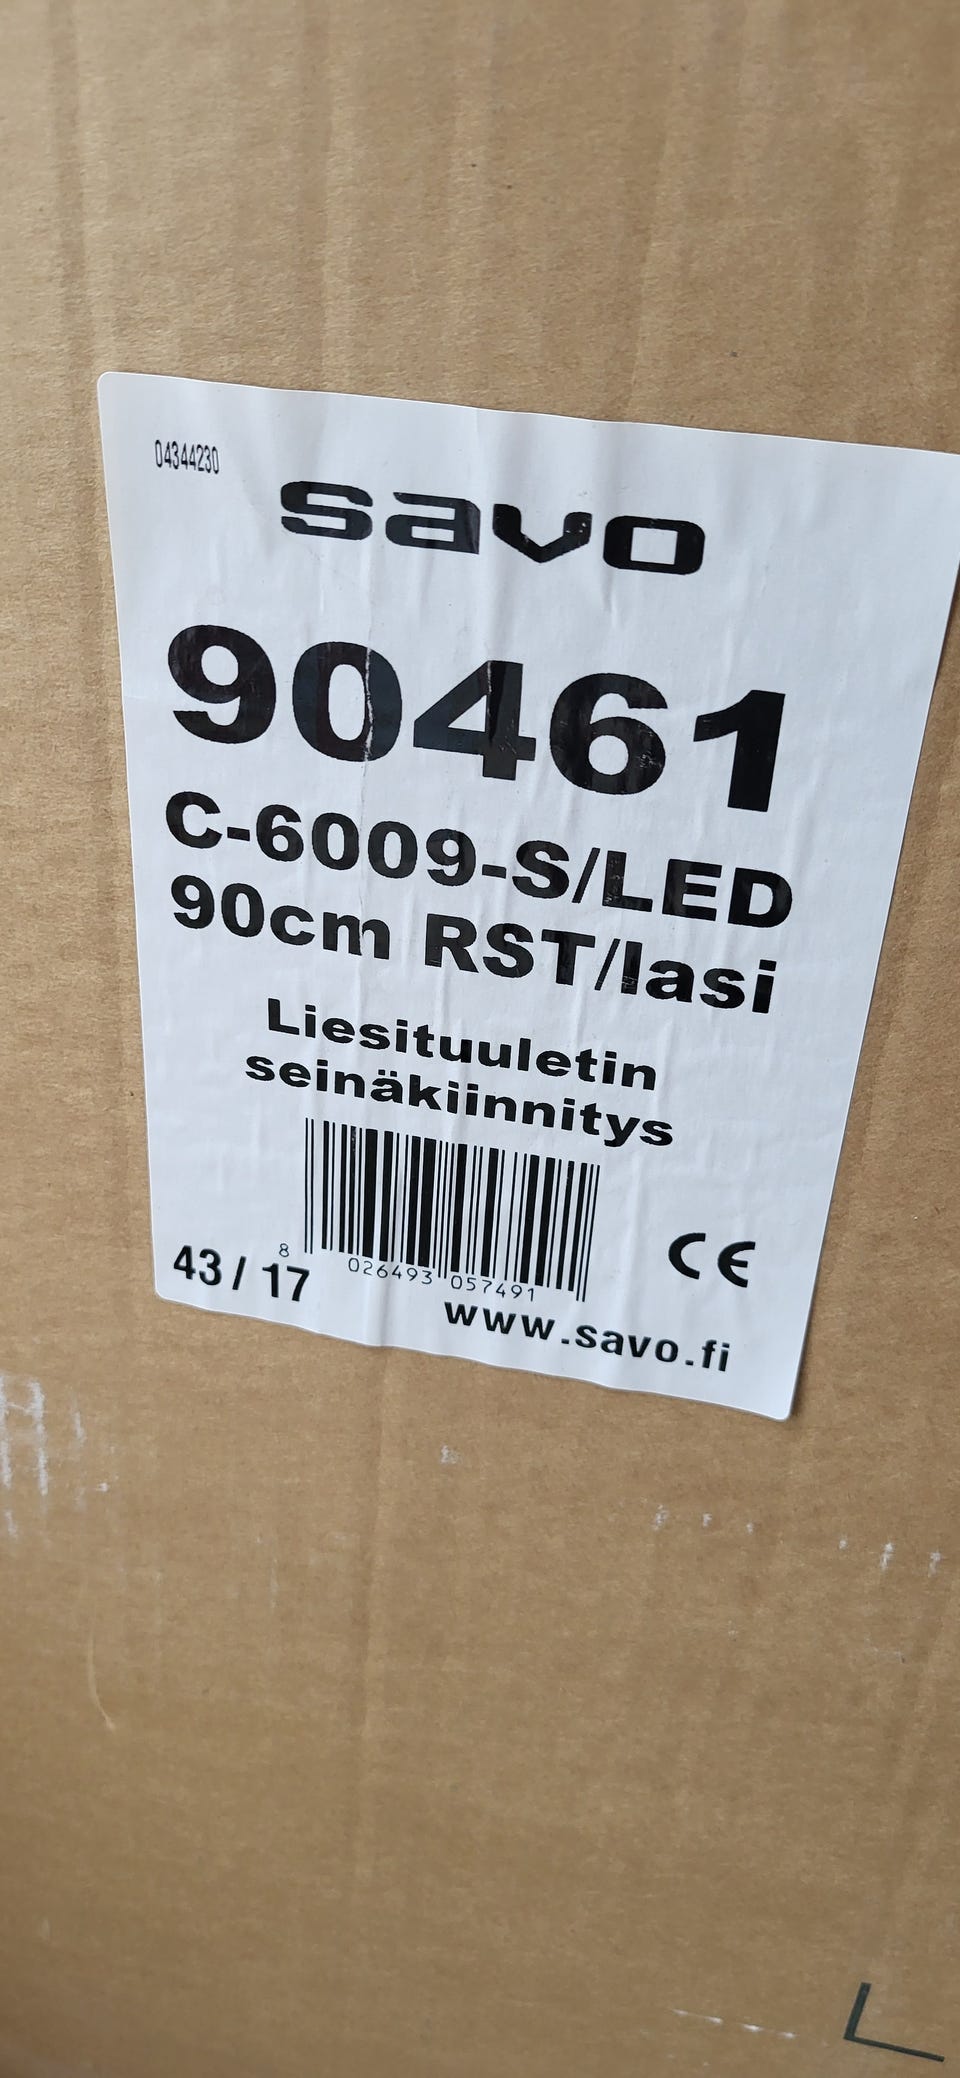 04344230
savo
90461
C-6009-S/LED
90cm RST/lasi
Liesituuletin
seinäkiinnitys
8 026493 057491
43/17
CE
www.savo.fi